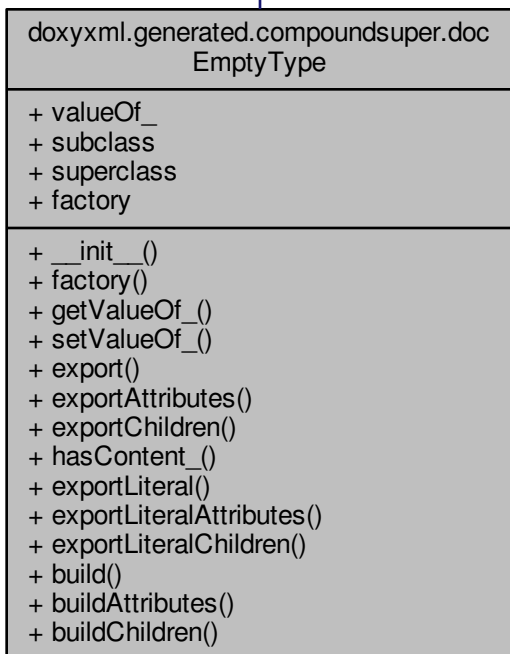 doxyxml.generated.compoundsuper.doc
EmptyType
+ valueOf_
+ subclass
+ superclass
+ factory
+ __init__()
+ factory()
+ getValueOf_()
+ setValueOf_()
+ export()
+ exportAttributes()
+ exportChildren()
+ hasContent_()
+ exportLiteral()
+ exportLiteralAttributes()
+ exportLiteralChildren()
+ build()
+ buildAttributes()
+ buildChildren()